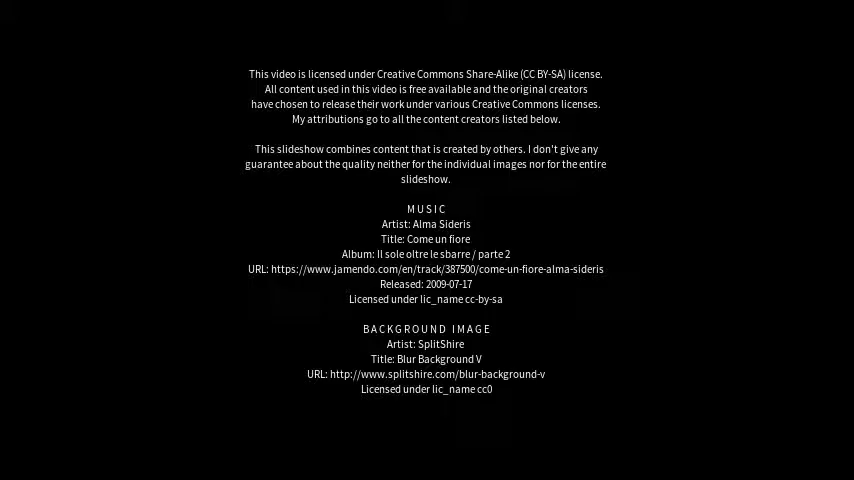 This video is licensed under Creative Commons Share-Alike (CC BY-SA) license.
All content used in this video is free available and the original creators
have chosen to release their work under various Creative Commons licenses.
My attributions go to all the content creators listed below.
This slideshow combines content that is created by others. I don't give any
guarantee about the quality neither for the individual images nor for the entire
slideshow.
MUSIC
Artist: Alma Sideris
Title: Come un fiore
Album: Il sole oltre le sbarre / parte 2
URL: https://www.jamendo.com/en/track/387500/come-un-fiore-alma-sideris
Released: 2009-07-17
Licensed under lic_name cc-by-sa
BACKGROUND IMAGE
Artist: SplitShire
Title: Blur Background V
URL: http://www.splitshire.com/blur-background-v
Licensed under lic_name cc0